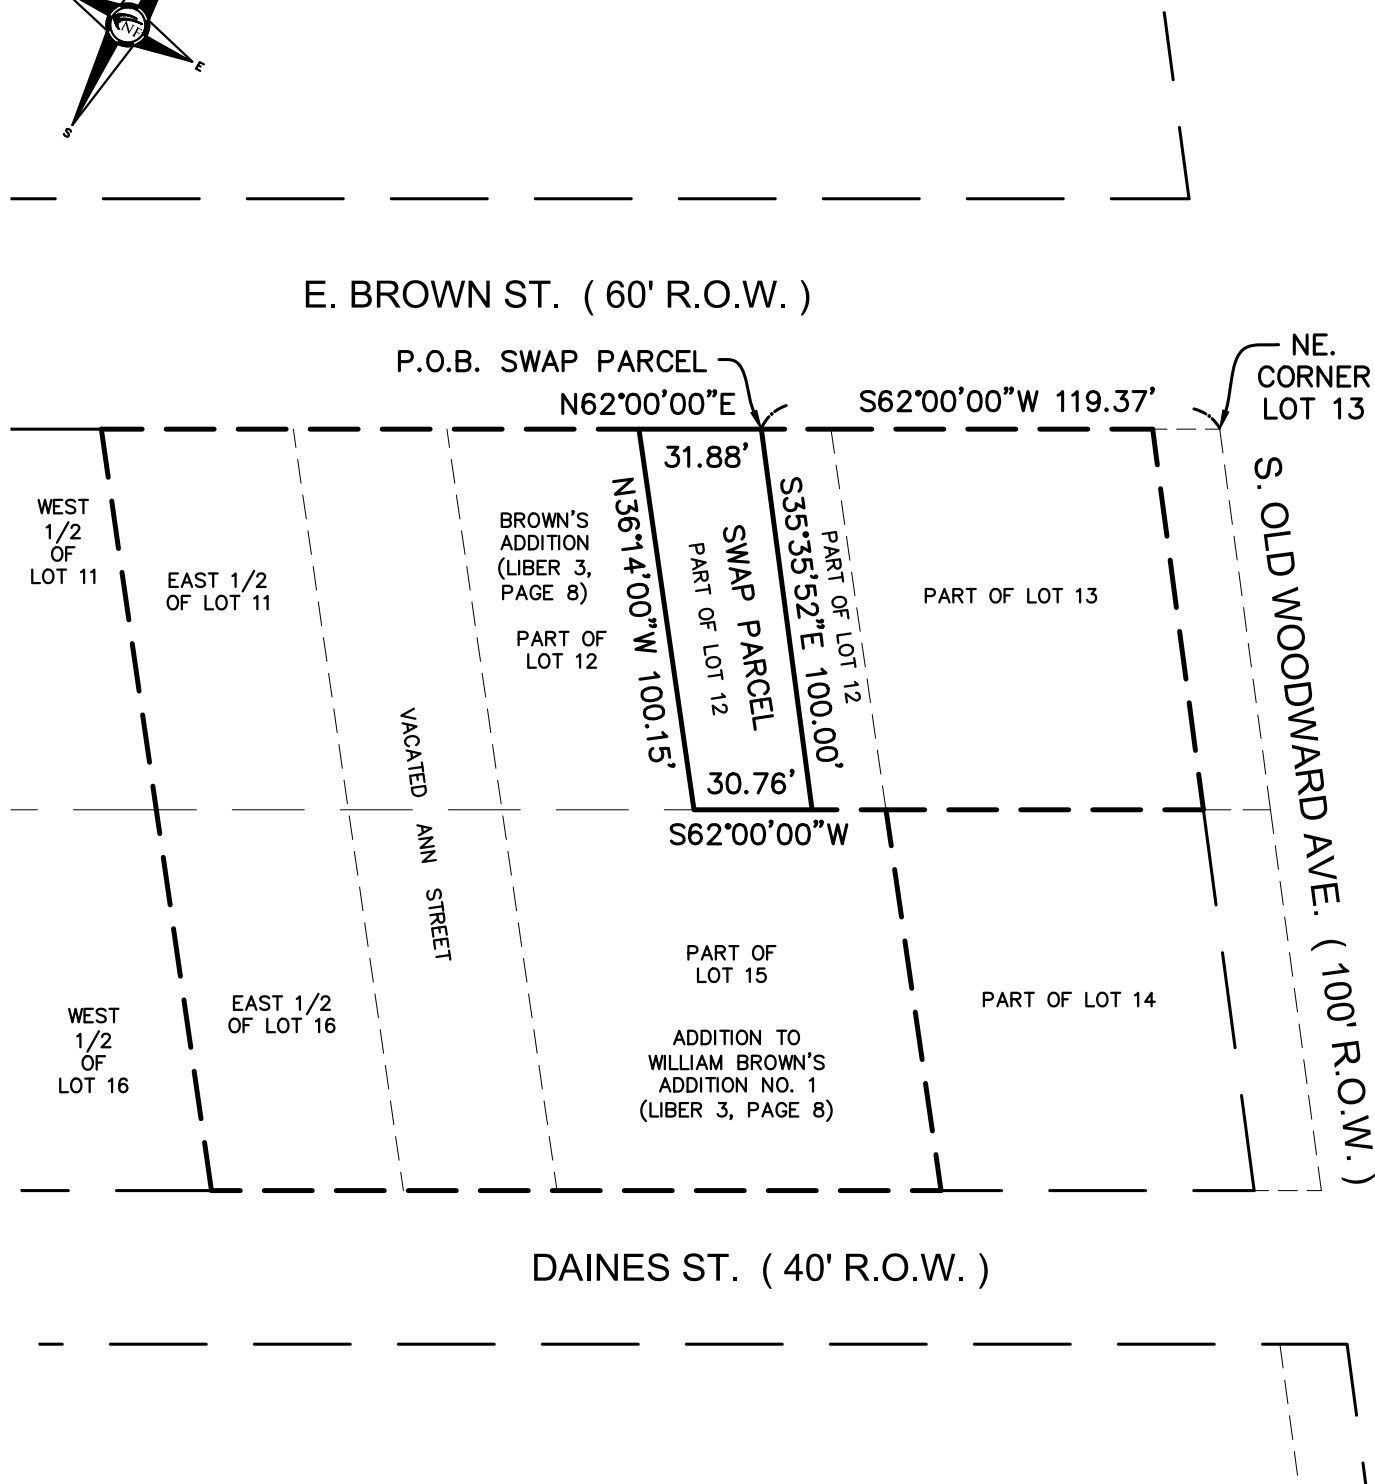 NF
E
S
E. BROWN ST. ( 60' R.O.W. )
P.O.B. SWAP PARCEL
NE.
CORNER
LOT 13
N62°00'00"E
S62°00'00"W 119.37'
31.88'
WEST
1/2
OF
LOT 11
EAST 1/2
OF LOT 11
BROWN'S
ADDITION
(LIBER 3,
PAGE 8)
PART OF
LOT 12
N36°14'00"W 100.15'
PART OF LOT 12
SWAP PARCEL
S35°35'52"E 100.00'
PART OF LOT 12
PART OF LOT 13
S. OLD WOODWARD AVE. ( 100' R.O.W. )
VACATED ANN STREET
30.76'
S62°00'00"W
WEST
1/2
OF
LOT 16
EAST 1/2
OF LOT 16
PART OF
LOT 15
ADDITION TO
WILLIAM BROWN'S
ADDITION NO. 1
(LIBER 3, PAGE 8)
PART OF LOT 14
DAINES ST. ( 40' R.O.W. )